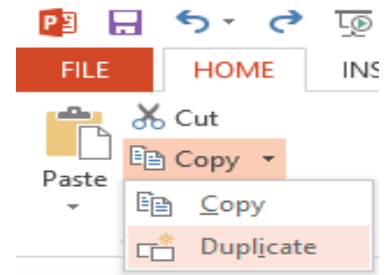 P
FILE HOME INS
Cut
Copy
Paste
Copy
Duplicate